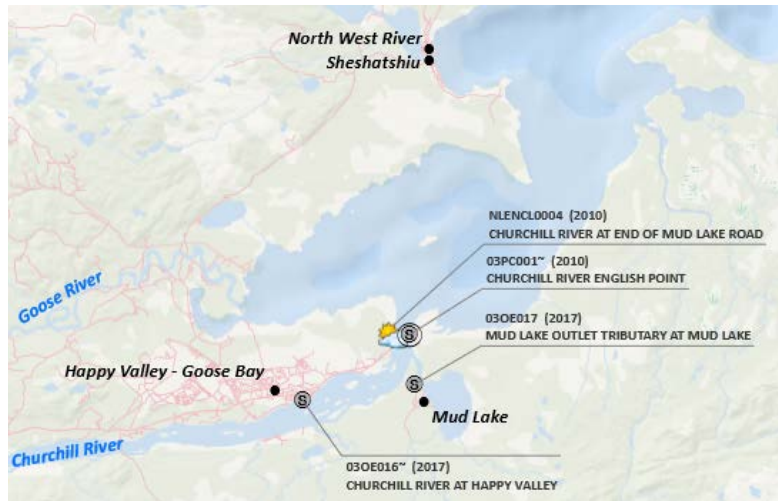 North West River
Sheshatshiu
NLENCL0004 (2010)
CHURCHILL RIVER AT END OF MUD LAKE ROAD
03PC001~ (2010)
CHURCHILL RIVER ENGLISH POINT
Goose River
03OE017 (2017)
MUD LAKE OUTLET TRIBUTARY AT MUD LAKE
S
Happy Valley - Goose Bay
S
S
Mud Lake
Churchill River
03OE016~ (2017)
CHURCHILL RIVER AT HAPPY VALLEY